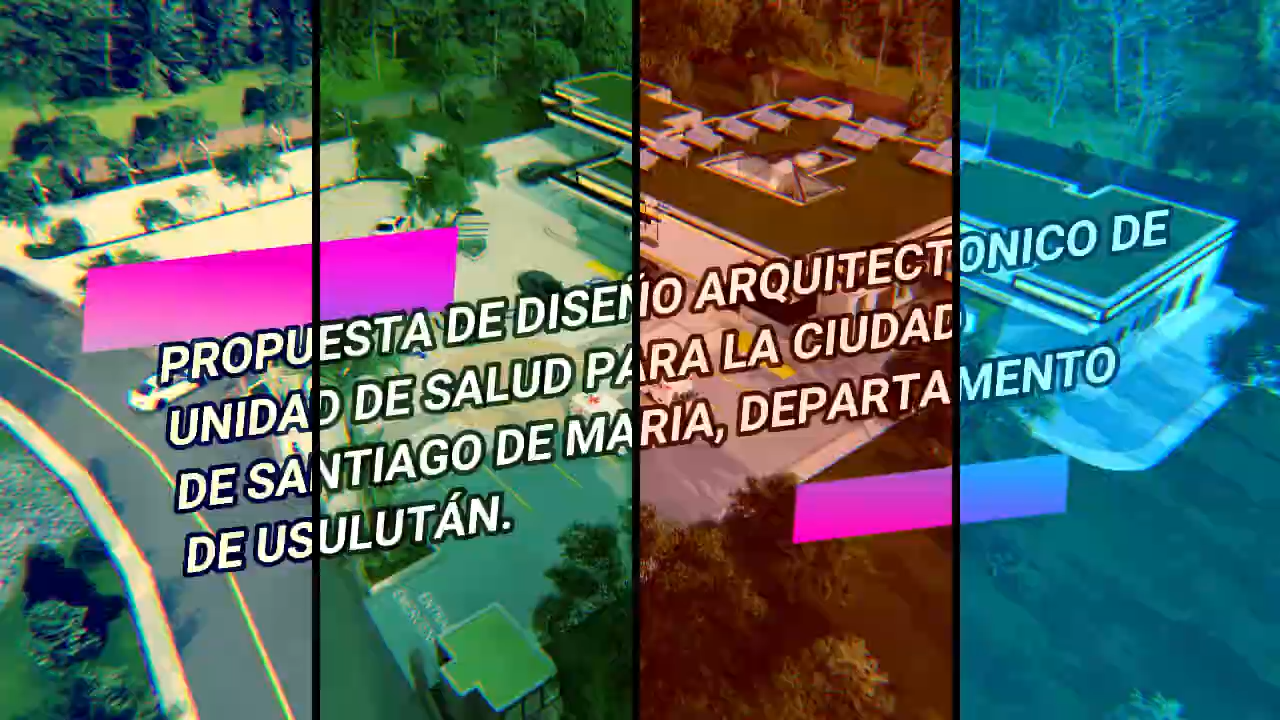 PROPUESTA DE DISEÑO ARQUITECTONICO DE
UNIDAD DE SALUD PARA LA CIUDAD
DE SANTIAGO DE MARIA, DEPARTAMENTO
DE USULUTÁN.